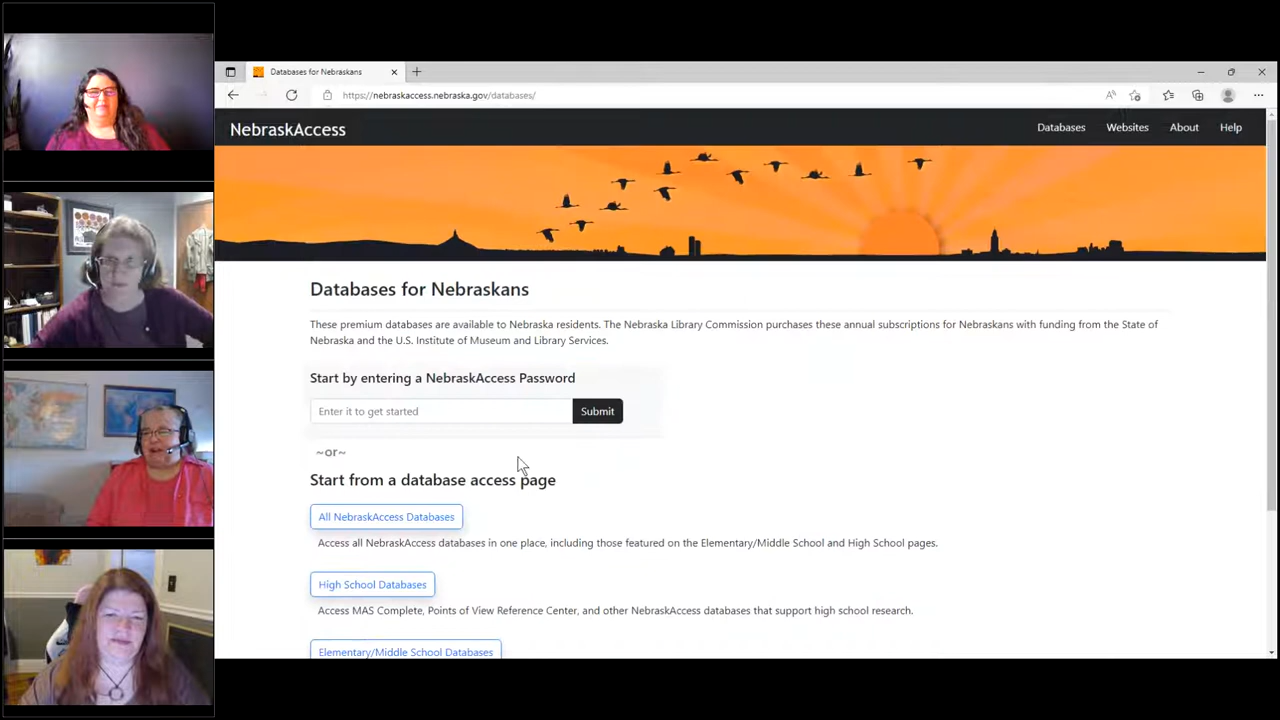 Databases for Nebraskans
https://nebraskaccess.nebraska.gov/databases/
NebraskAccess
Databases
Websites
About
Help
Databases for Nebraskans
These premium databases are available to Nebraska residents. The Nebraska Library Commission purchases these annual subscriptions for Nebraskans with funding from the State of
Nebraska and the U.S. Institute of Museum and Library Services.
Start by entering a NebraskAccess Password
Enter it to get started
Submit
~or~
Start from a database access page
All NebraskAccess Databases
Access all NebraskAccess databases in one place, including those featured on the Elementary/Middle School and High School pages.
High School Databases
Access MAS Complete, Points of View Reference Center, and other NebraskAccess databases that support high school research.
Elementary/Middle School Databases